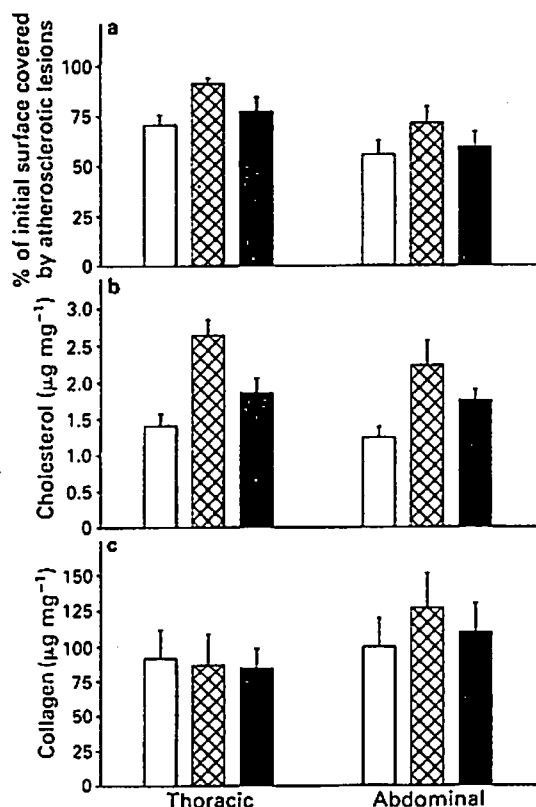 a
% of initial surface covered
by atherosclerotic lesions
100
75
50
25
0
b
Cholesterol (µg mg⁻¹)
3.0
2.5
2.0
1.5
1.0
0.5
0
c
Collagen (µg mg⁻¹)
150
125
100
75
50
25
0
Thoracic Abdominal